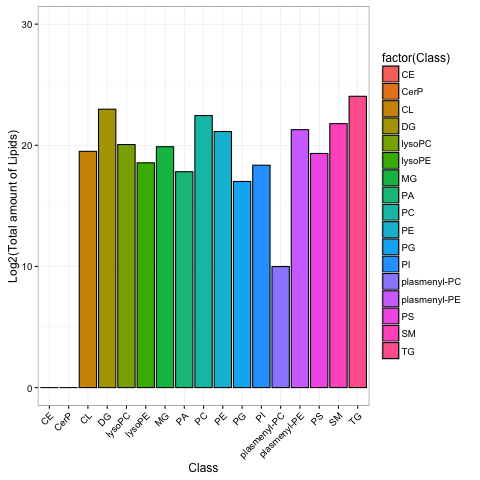 30
20
10
0
Log2(Total amount of Lipids)
CE
CerP
CL
DG
lysoPC
lysoPE
MG
PA
PC
PE
PG
PI
plasmenyl-PC
plasmenyl-PE
PS
SM
TG
Class
factor(Class)
CE
CerP
CL
DG
lysoPC
lysoPE
MG
PA
PC
PE
PG
PI
plasmenyl-PC
plasmenyl-PE
PS
SM
TG